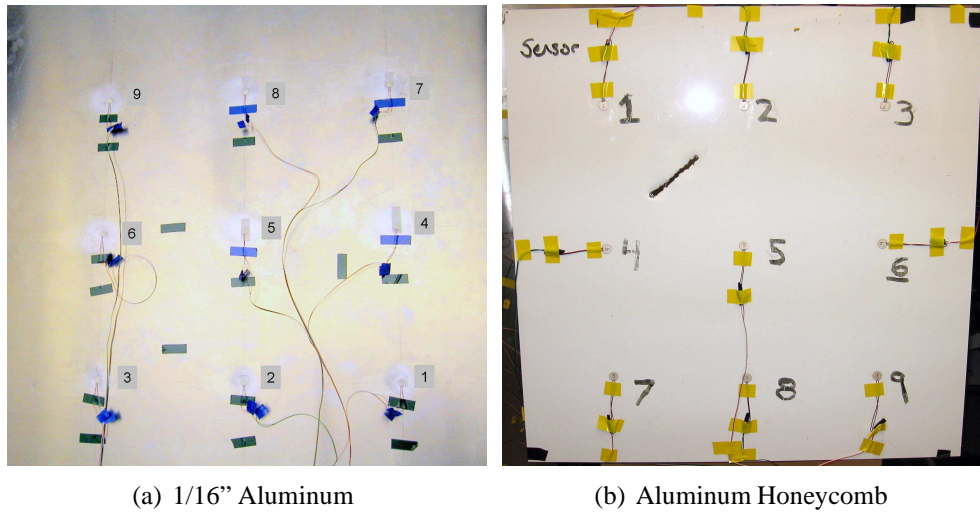 9 8 7
6 5 4
3 2 1
Sensor
1 2 3
4 5 6
7 8 9
(a) 1/16” Aluminum
(b) Aluminum Honeycomb